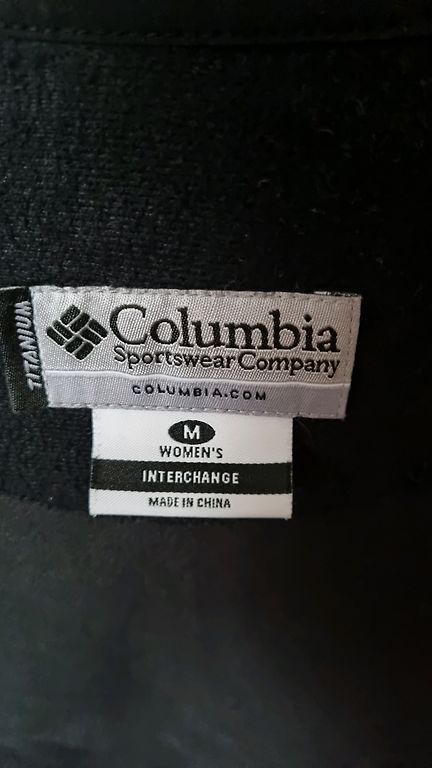 TITANIUM
Columbia
Sportswear Company
COLUMBIA.COM
M
WOMEN'S
INTERCHANGE
MADE IN CHINA